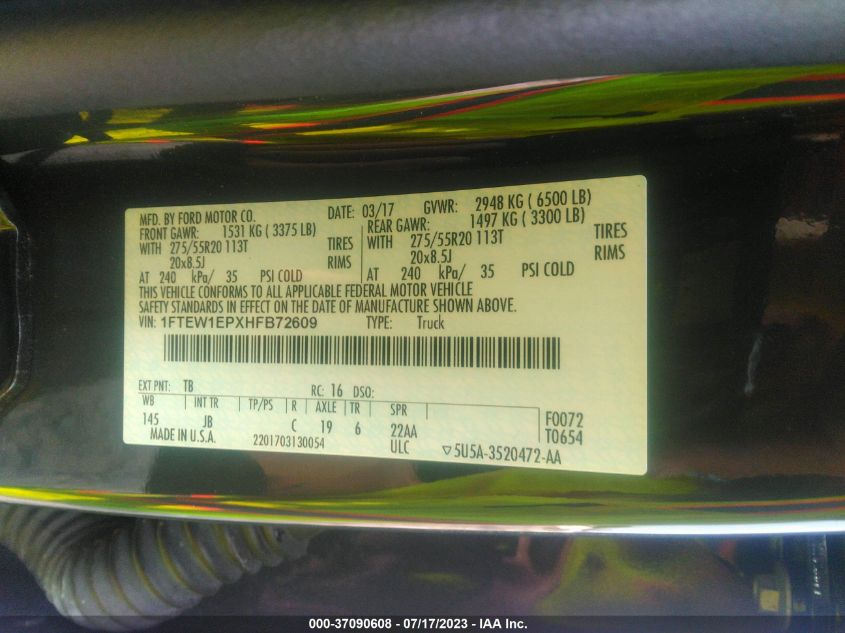 MFD. BY FORD MOTOR CO. DATE: 03/17 GVWR: 2948 KG ( 6500 LB)
FRONT GAWR: 1531 KG ( 3375 LB) REAR GAWR: 1497 KG ( 3300 LB)
WITH 275/55R20 113T TIRES WITH 275/55R20 113T TIRES
20x8.5J RIMS 20x8.5J RIMS
AT 240 kPa/ 35 PSI COLD AT 240 kPa/ 35 PSI COLD
THIS VEHICLE CONFORMS TO ALL APPLICABLE FEDERAL MOTOR VEHICLE
SAFETY STANDARDS IN EFFECT ON THE DATE OF MANUFACTURE SHOWN ABOVE.
VIN: 1FTEW1EPXHFB72609 TYPE: Truck
EXT PNT: TB RC: 16 DSO:
WB INT TR TP/PS R AXLE TR SPR
145 JB C 19 6 22AA F0072
T0654
MADE IN U.S.A. 2201703130054 ULC ▽5U5A-3520472-AA
000-37090608 - 07/17/2023 - IAA Inc.